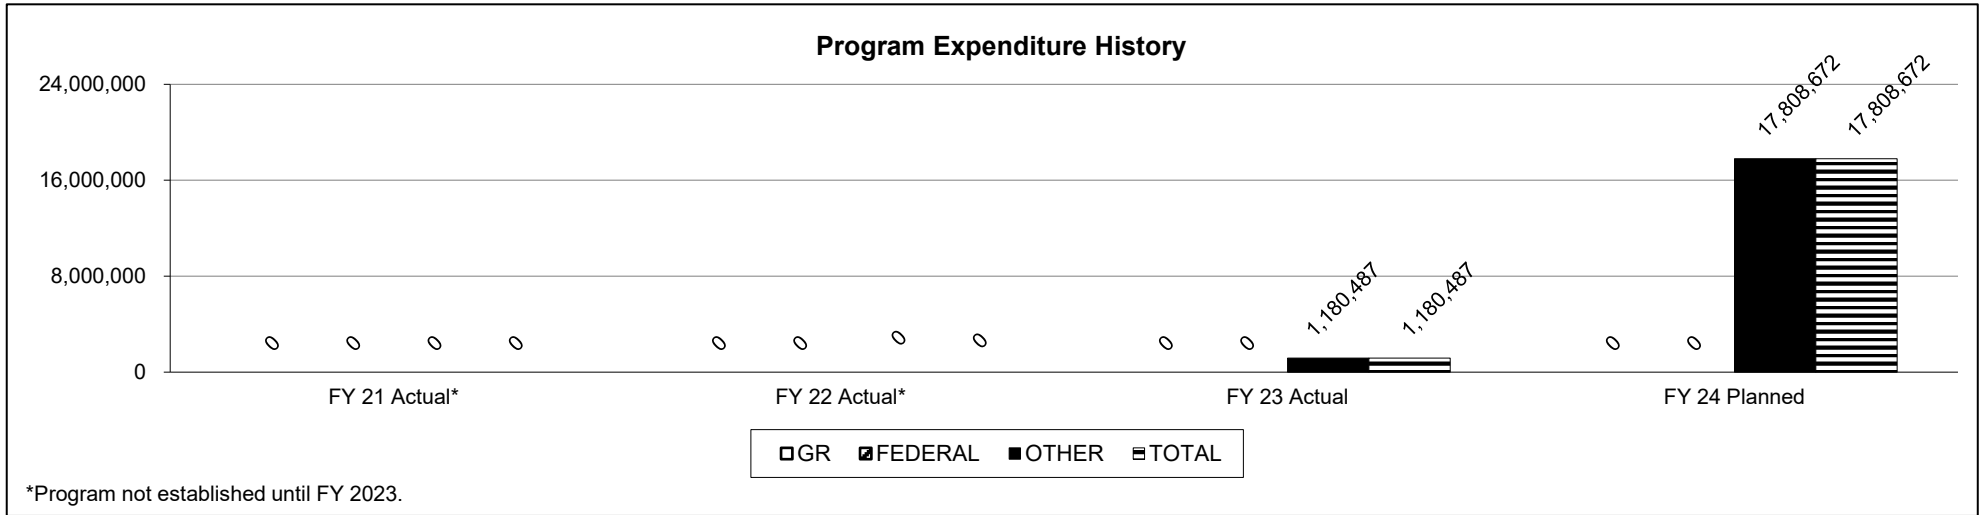 Program Expenditure History
24,000,000
16,000,000
8,000,000
0
0 0 0 0 0 0 0 0 0 0 1,180,487 1,180,487 0 0 17,808,672 17,808,672
FY 21 Actual* FY 22 Actual* FY 23 Actual FY 24 Planned
GR FEDERAL OTHER TOTAL
*Program not established until FY 2023.